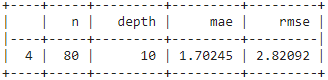 +----+-----+---------+---------+---------+
|    |   n |   depth |     mae |    rmse |
|----+-----+---------+---------+---------|
|  4 |  80 |      10 | 1.70245 | 2.82092 |
+----+-----+---------+---------+---------+